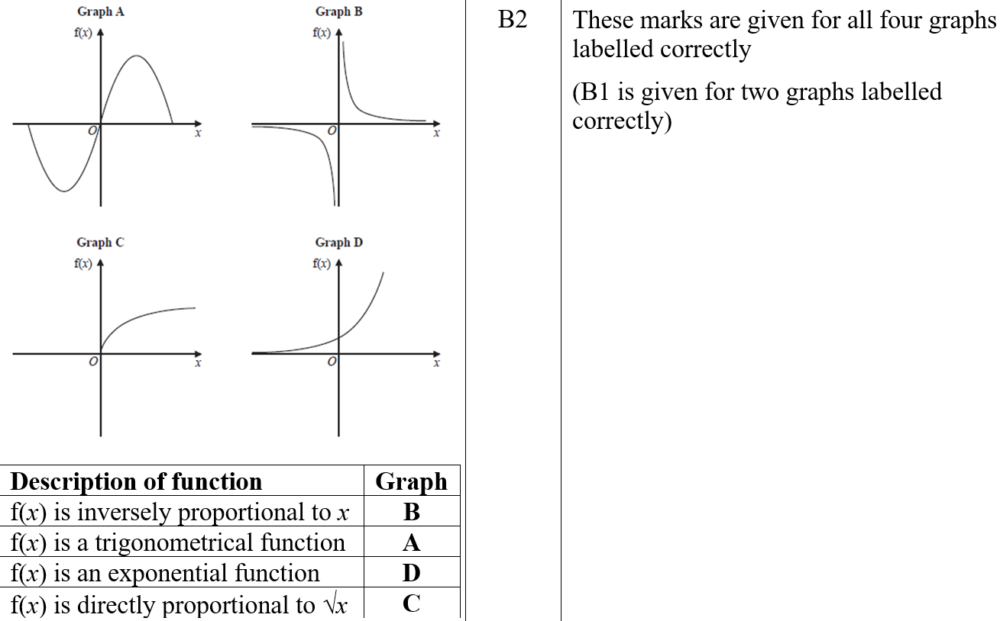 Graph A
f(x)
O
x
Graph B
f(x)
O
x
Graph C
f(x)
O
x
Graph D
f(x)
O
x
Description of function Graph
f(x) is inversely proportional to x B
f(x) is a trigonometrical function A
f(x) is an exponential function D
f(x) is directly proportional to √x C
B2
These marks are given for all four graphs
labelled correctly
(B1 is given for two graphs labelled
correctly)